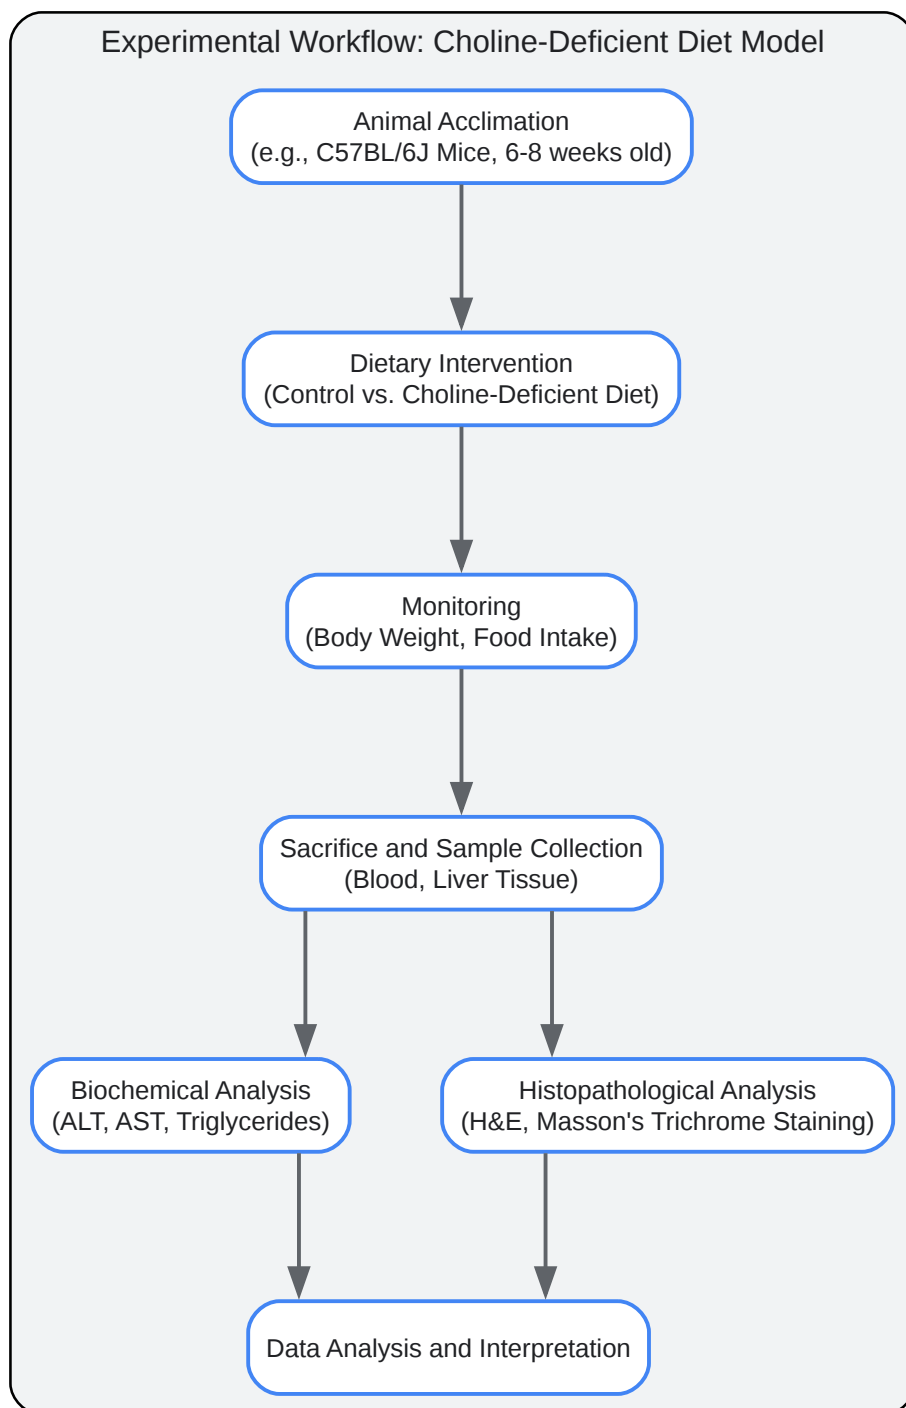 Experimental Workflow: Choline-Deficient Diet Model
Animal Acclimation
(e.g., C57BL/6J Mice, 6-8 weeks old)
Dietary Intervention
(Control vs. Choline-Deficient Diet)
Monitoring
(Body Weight, Food Intake)
Sacrifice and Sample Collection
(Blood, Liver Tissue)
Biochemical Analysis
(ALT, AST, Triglycerides)
Histopathological Analysis
(H&E, Masson's Trichrome Staining)
Data Analysis and Interpretation